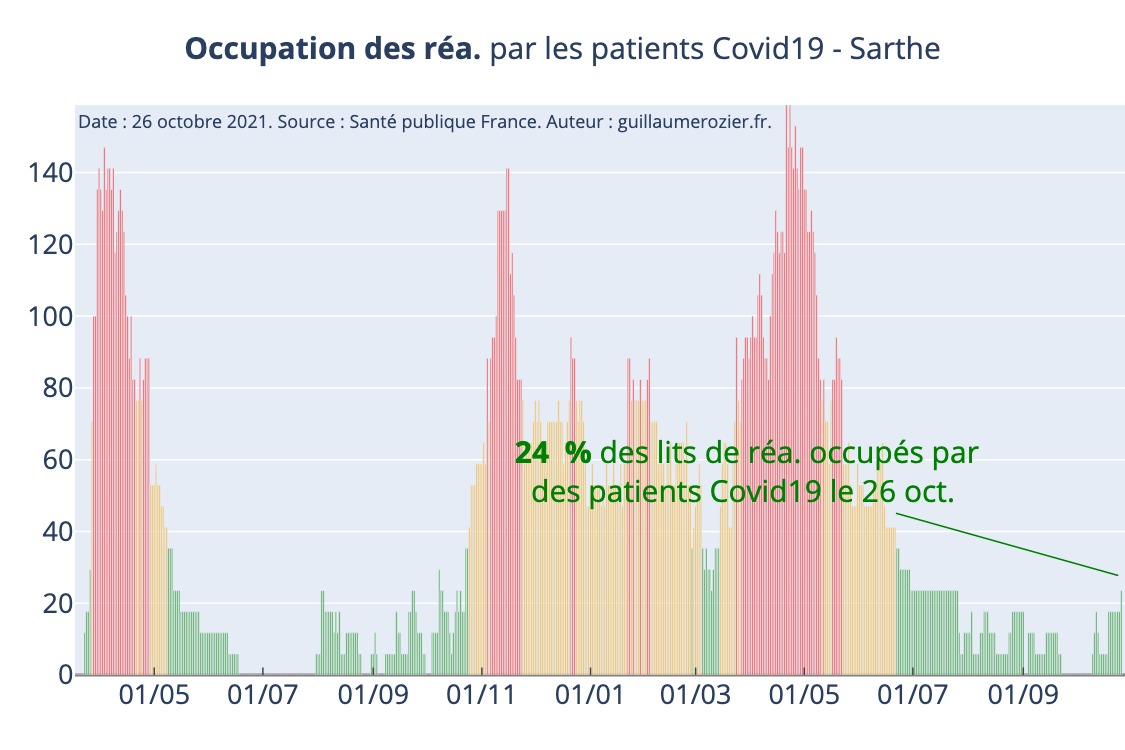 Occupation des réa. par les patients Covid19 - Sarthe
Date : 26 octobre 2021. Source : Santé publique France. Auteur : guillaumerozier.fr.
140
120
100
80
60
40
20
0
24 % des lits de réa. occupés par
des patients Covid19 le 26 oct.
01/05 01/07 01/09 01/11 01/01 01/03 01/05 01/07 01/09